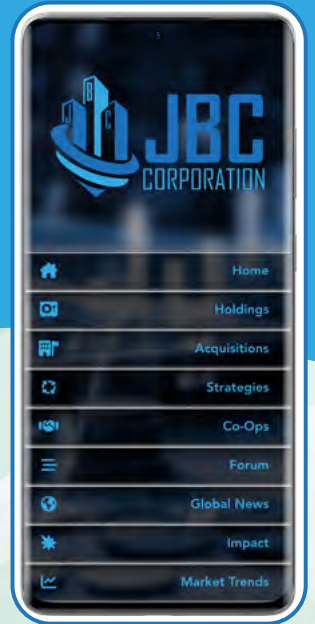 J B C
JBC
CORPORATION
Home
Holdings
Acquisitions
Strategies
Co-Ops
Forum
Global News
Impact
Market Trends